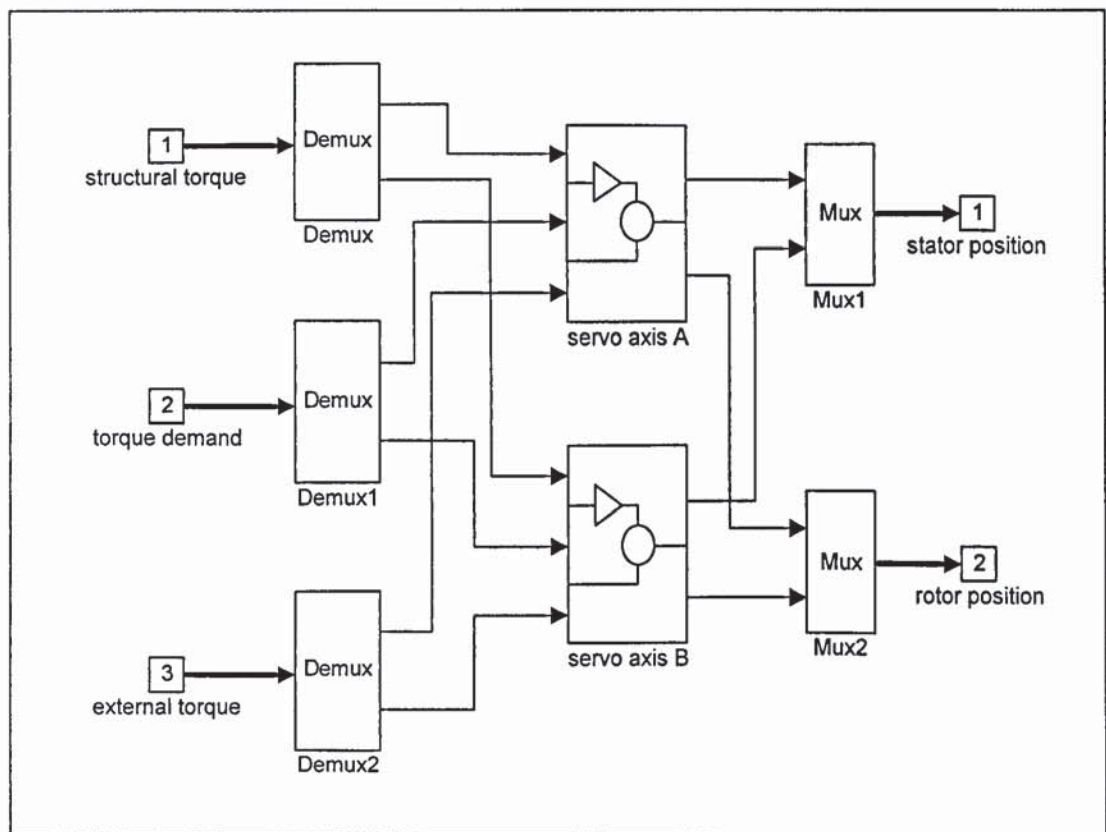 1
structural torque
Demux
Demux
2
torque demand
Demux
Demux1
3
external torque
Demux
Demux2
servo axis A
servo axis B
Mux
Mux1
1
stator position
Mux
Mux2
2
rotor position